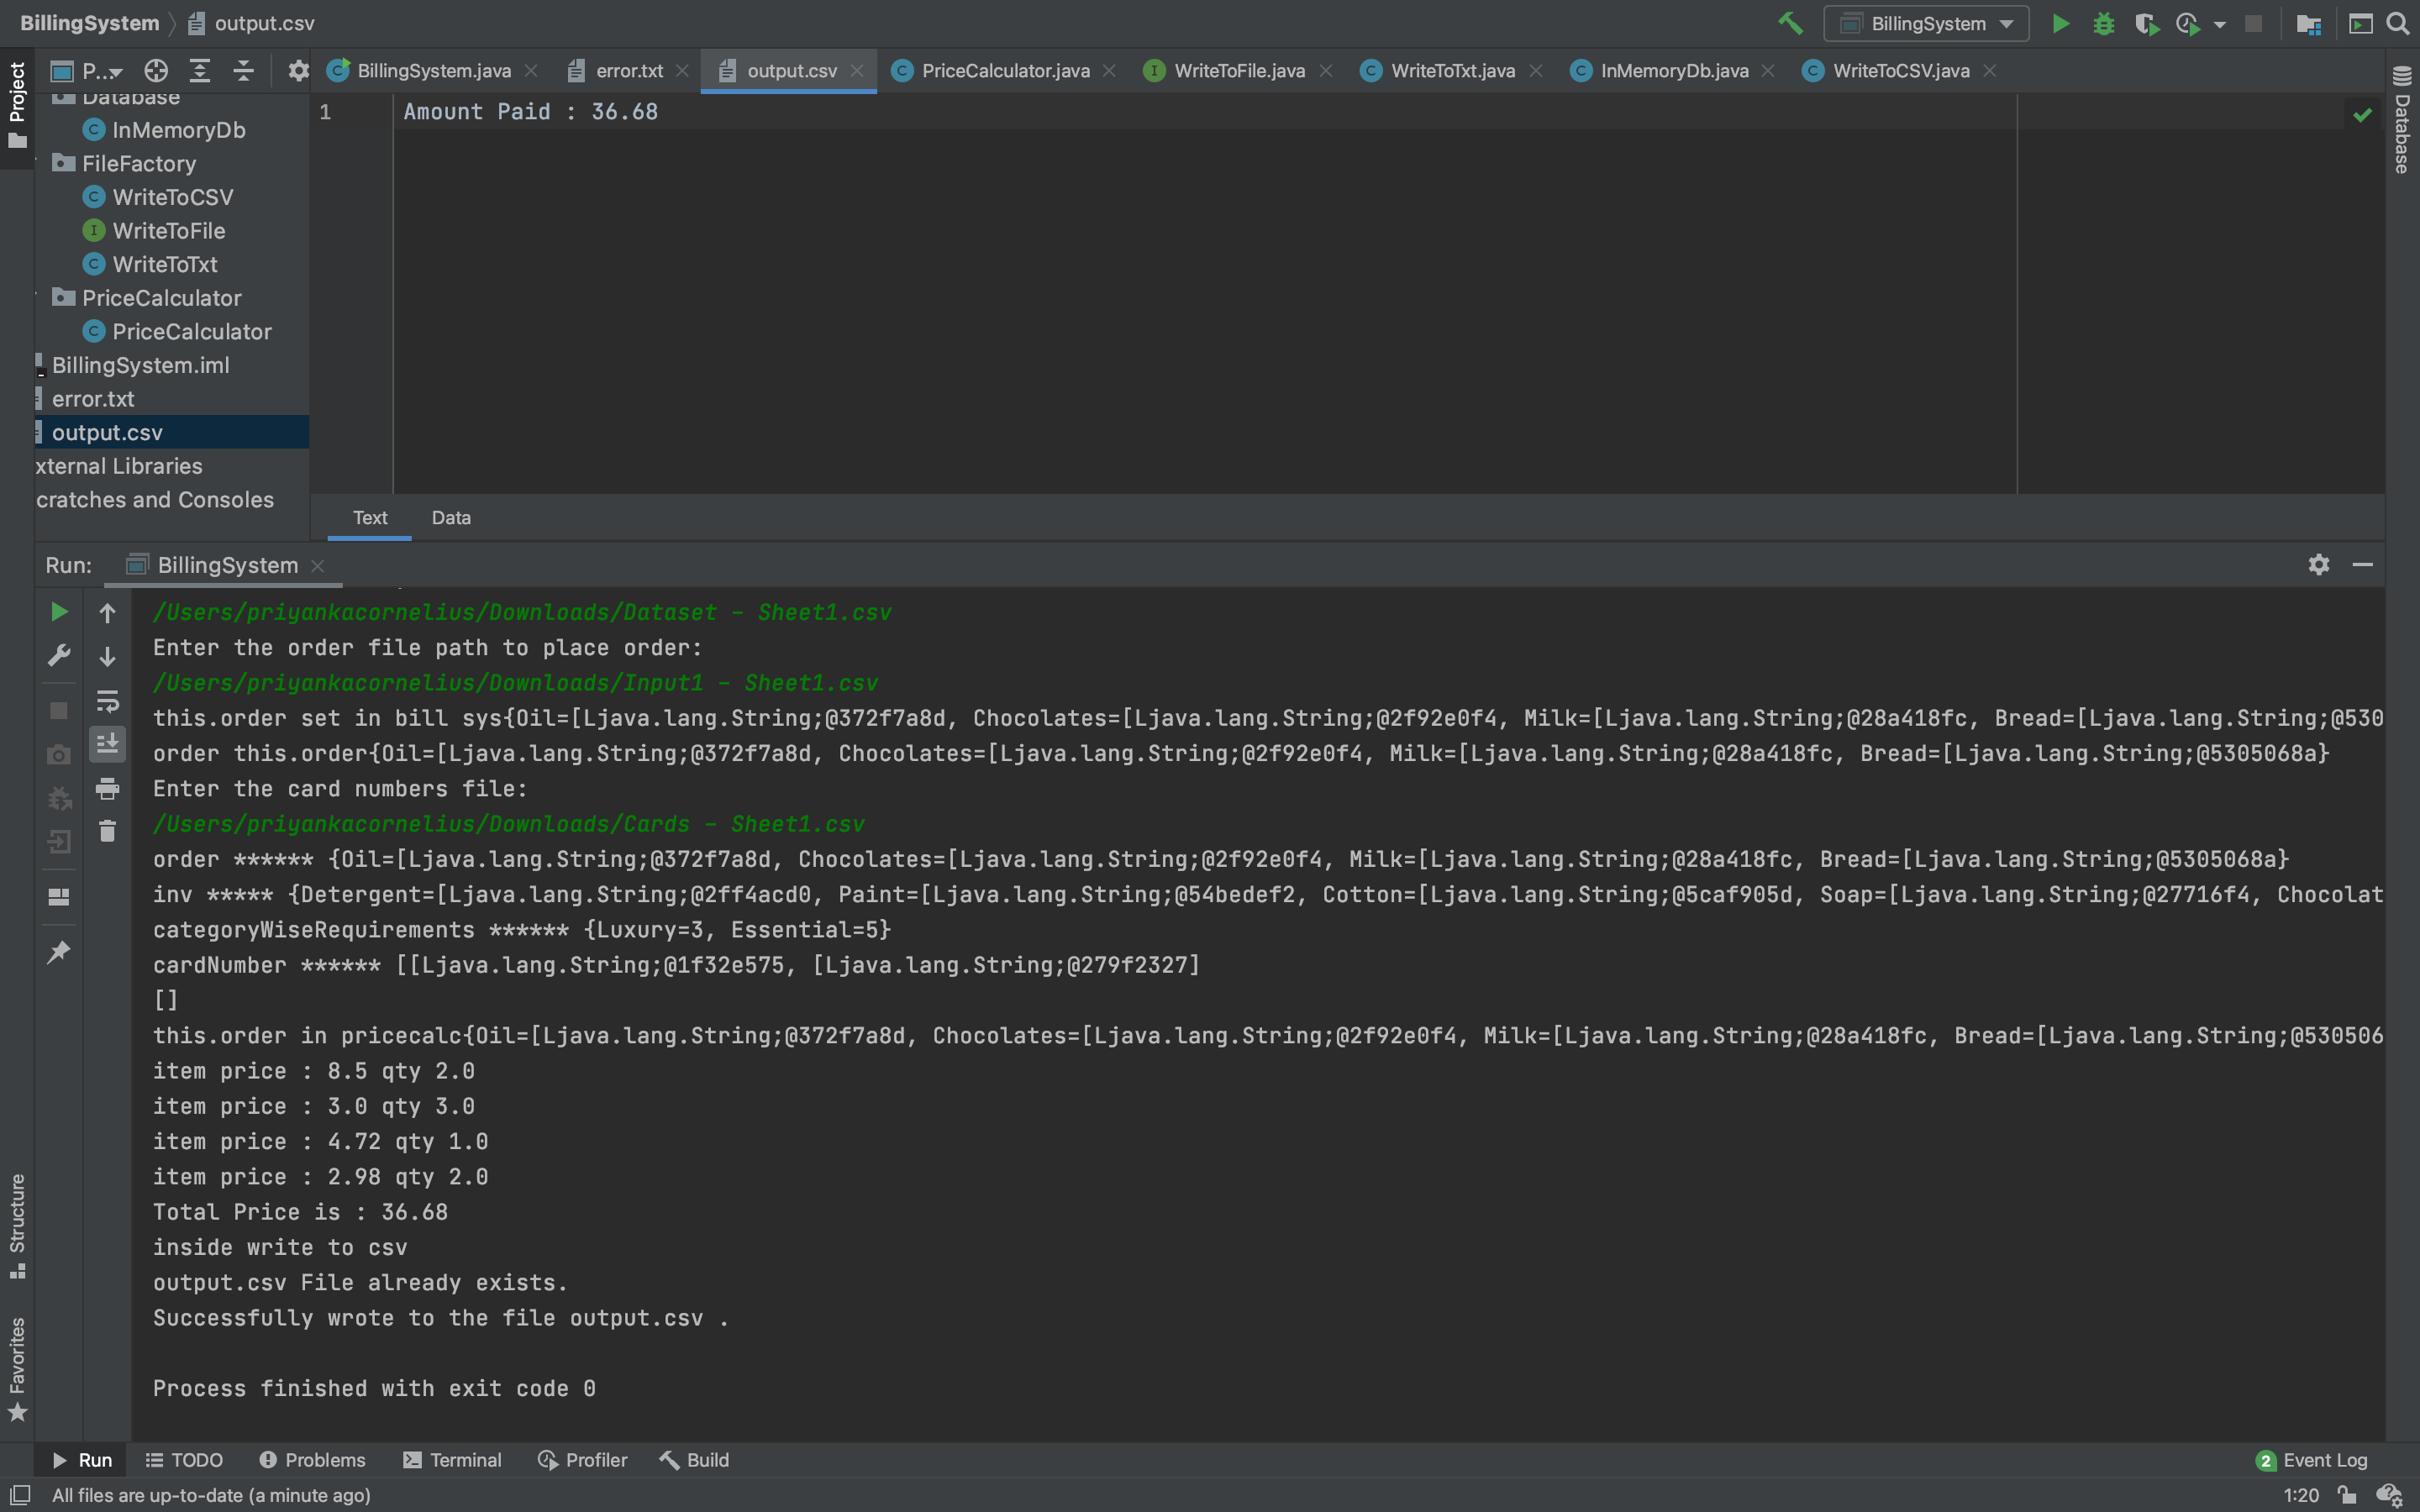 BillingSystem output.csv BillingSystem
Project P... BillingSystem.java error.txt output.csv PriceCalculator.java WriteToFile.java WriteToTxt.java InMemoryDb.java WriteToCSV.java
Database
Database
InMemoryDb
FileFactory
WriteToCSV
WriteToFile
WriteToTxt
PriceCalculator
PriceCalculator
BillingSystem.iml
error.txt
output.csv
xternal Libraries
cratches and Consoles
1 Amount Paid : 36.68
Text Data
Run: BillingSystem
/Users/priyankacornelius/Downloads/Dataset - Sheet1.csv
Enter the order file path to place order:
/Users/priyankacornelius/Downloads/Input1 - Sheet1.csv
this.order set in bill sys{Oil=[Ljava.lang.String;@372f7a8d, Chocolates=[Ljava.lang.String;@2f92e0f4, Milk=[Ljava.lang.String;@28a418fc, Bread=[Ljava.lang.String;@530
order this.order{Oil=[Ljava.lang.String;@372f7a8d, Chocolates=[Ljava.lang.String;@2f92e0f4, Milk=[Ljava.lang.String;@28a418fc, Bread=[Ljava.lang.String;@5305068a}
Enter the card numbers file:
/Users/priyankacornelius/Downloads/Cards - Sheet1.csv
order ****** {Oil=[Ljava.lang.String;@372f7a8d, Chocolates=[Ljava.lang.String;@2f92e0f4, Milk=[Ljava.lang.String;@28a418fc, Bread=[Ljava.lang.String;@5305068a}
inv ***** {Detergent=[Ljava.lang.String;@2ff4acd0, Paint=[Ljava.lang.String;@54bedef2, Cotton=[Ljava.lang.String;@5caf905d, Soap=[Ljava.lang.String;@27716f4, Chocolat
categoryWiseRequirements ****** {Luxury=3, Essential=5}
cardNumber ****** [[Ljava.lang.String;@1f32e575, [Ljava.lang.String;@279f2327]
[]
this.order in pricecalc{Oil=[Ljava.lang.String;@372f7a8d, Chocolates=[Ljava.lang.String;@2f92e0f4, Milk=[Ljava.lang.String;@28a418fc, Bread=[Ljava.lang.String;@530506
item price : 8.5 qty 2.0
item price : 3.0 qty 3.0
item price : 4.72 qty 1.0
item price : 2.98 qty 2.0
Total Price is : 36.68
inside write to csv
output.csv File already exists.
Successfully wrote to the file output.csv .
Process finished with exit code 0
Structure
Favorites
Run TODO Problems Terminal Profiler Build 2 Event Log
All files are up-to-date (a minute ago) 1:20